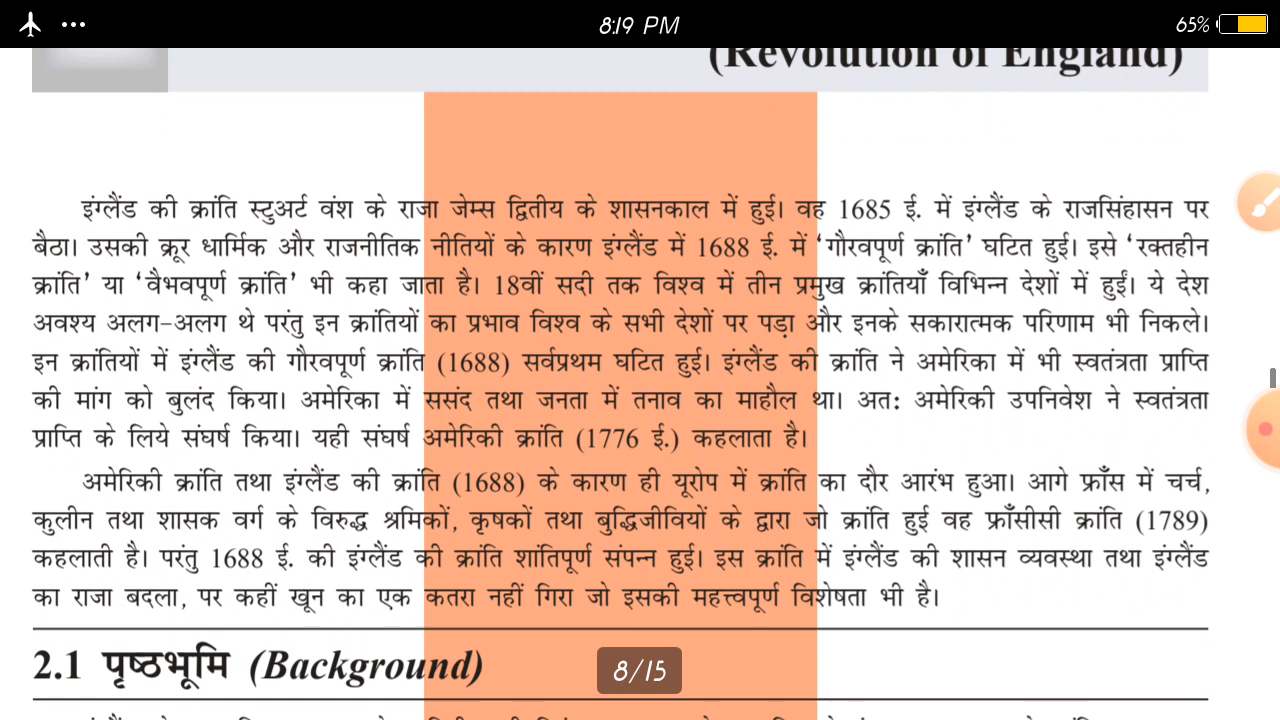 8:19 PM
65%
(Revolution of England)
इंग्लैंड की क्रांति स्टुअर्ट वंश के राजा जेम्स द्वितीय के शासनकाल में हुई। वह 1685 ई. में इंग्लैंड के राजसिंहासन पर
बैठा। उसकी क्रूर धार्मिक और राजनीतिक नीतियों के कारण इंग्लैंड में 1688 ई. में ‘गौरवपूर्ण क्रांति’ घटित हुई। इसे ‘रक्तहीन
क्रांति’ या ‘वैभवपूर्ण क्रांति’ भी कहा जाता है। 18वीं सदी तक विश्व में तीन प्रमुख क्रांतियाँ विभिन्न देशों में हुईं। ये देश
अवश्य अलग-अलग थे परंतु इन क्रांतियों का प्रभाव विश्व के सभी देशों पर पड़ा और इनके सकारात्मक परिणाम भी निकले।
इन क्रांतियों में इंग्लैंड की गौरवपूर्ण क्रांति (1688) सर्वप्रथम घटित हुई। इंग्लैंड की क्रांति ने अमेरिका में भी स्वतंत्रता प्राप्ति
की मांग को बुलंद किया। अमेरिका में ससंद तथा जनता में तनाव का माहौल था। अतः अमेरिकी उपनिवेश ने स्वतंत्रता
प्राप्ति के लिये संघर्ष किया। यही संघर्ष अमेरिकी क्रांति (1776 ई.) कहलाता है।
अमेरिकी क्रांति तथा इंग्लैंड की क्रांति (1688) के कारण ही यूरोप में क्रांति का दौर आरंभ हुआ। आगे फ्राँस में चर्च,
कुलीन तथा शासक वर्ग के विरुद्ध श्रमिकों, कृषकों तथा बुद्धिजीवियों के द्वारा जो क्रांति हुई वह फ्राँसीसी क्रांति (1789)
कहलाती है। परंतु 1688 ई. की इंग्लैंड की क्रांति शांतिपूर्ण संपन्न हुई। इस क्रांति में इंग्लैंड की शासन व्यवस्था तथा इंग्लैंड
का राजा बदला, पर कहीं खून का एक कतरा नहीं गिरा जो इसकी महत्त्वपूर्ण विशेषता भी है।
2.1 पृष्ठभूमि (Background)
8/15